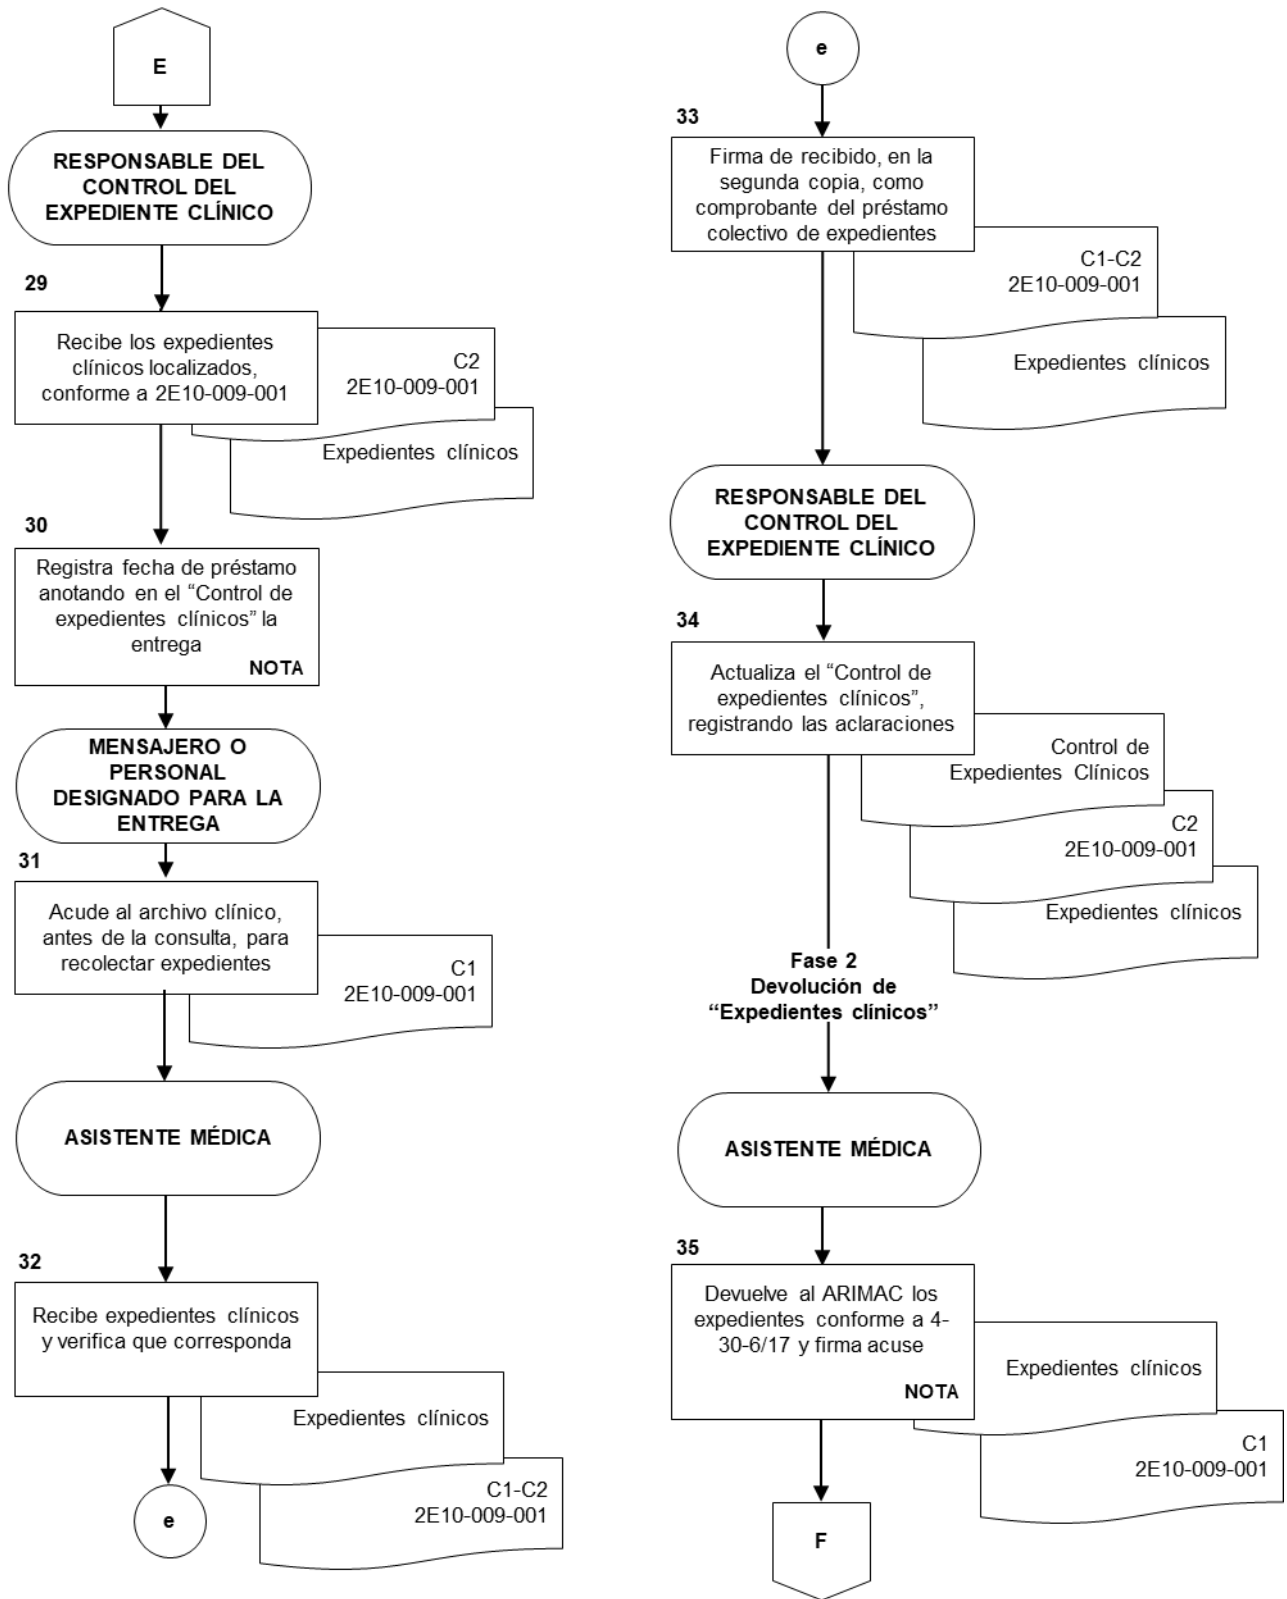 E
RESPONSABLE DEL
CONTROL DEL
EXPEDIENTE CLÍNICO
29
Recibe los expedientes
clínicos localizados,
conforme a 2E10-009-001
C2
2E10-009-001
Expedientes clínicos
30
Registra fecha de préstamo
anotando en el “Control de
expedientes clínicos” la
entrega
NOTA
MENSAJERO O
PERSONAL
DESIGNADO PARA LA
ENTREGA
31
Acude al archivo clínico,
antes de la consulta, para
recolectar expedientes
C1
2E10-009-001
ASISTENTE MÉDICA
32
Recibe expedientes clínicos
y verifica que corresponda
Expedientes clínicos
C1-C2
2E10-009-001
e
e
33
Firma de recibido, en la
segunda copia, como
comprobante del préstamo
colectivo de expedientes
C1-C2
2E10-009-001
Expedientes clínicos
RESPONSABLE DEL
CONTROL DEL
EXPEDIENTE CLÍNICO
34
Actualiza el “Control de
expedientes clínicos”,
registrando las aclaraciones
Control de
Expedientes Clínicos
C2
2E10-009-001
Expedientes clínicos
Fase 2
Devolución de
“Expedientes clínicos”
ASISTENTE MÉDICA
35
Devuelve al ARIMAC los
expedientes conforme a 4-
30-6/17 y firma acuse
NOTA
Expedientes clínicos
C1
2E10-009-001
F